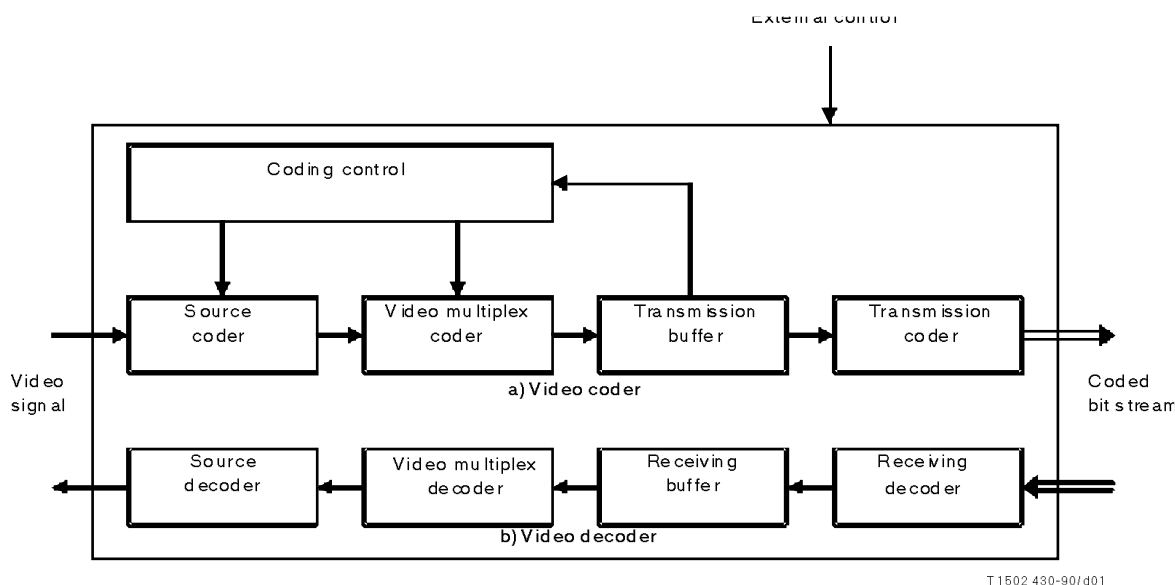 External control
Coding control
Source
coder
Video multiplex
coder
Transmission
buffer
Transmission
coder
Video
signal
a) Video coder
Coded
bit stream
Source
decoder
Video multiplex
decoder
Receiving
buffer
Receiving
decoder
b) Video decoder
T1502 430-90/d01